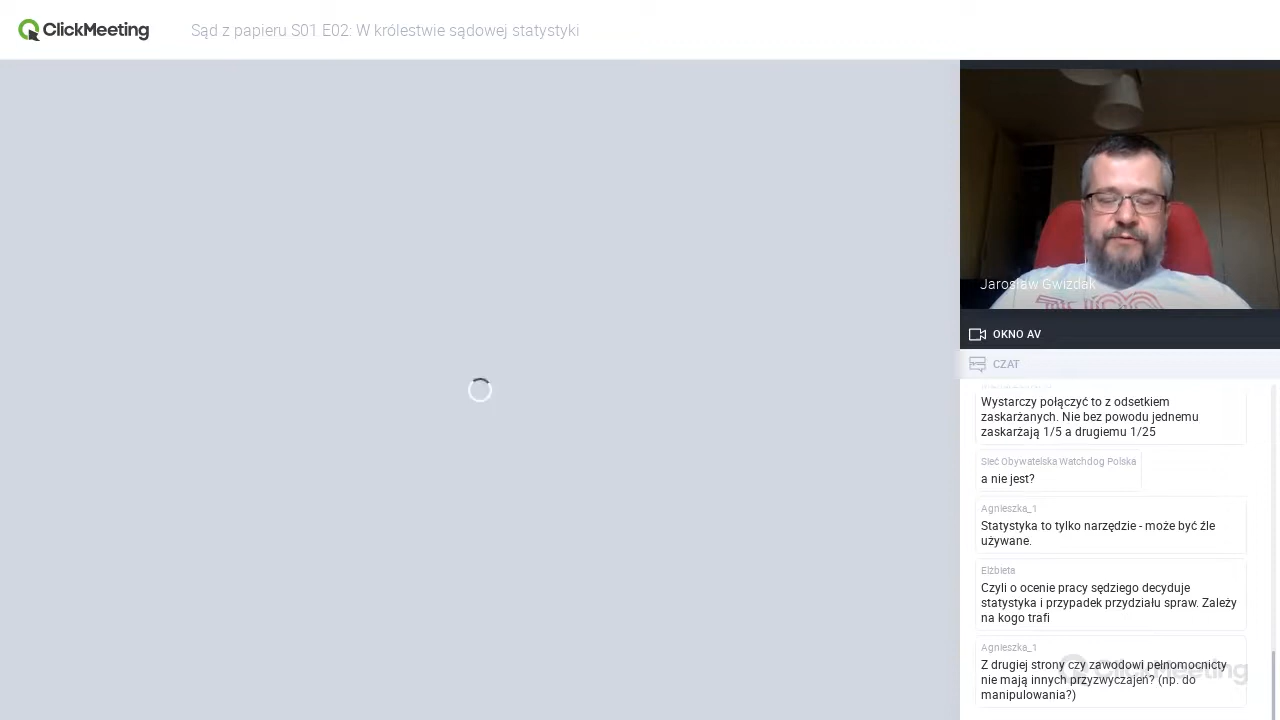 ClickMeeting
Sąd z papieru S01 E02: W królestwie sądowej statystyki
Jarosław Gwizdak
OKNO AV
CZAT
Wystarczy połączyć to z odsetkiem
zaskarżanych. Nie bez powodu jednemu
zaskarżają 1/5 a drugiemu 1/25
Sieć Obywatelska Watchdog Polska
a nie jest?
Agnieszka_1
Statystyka to tylko narzędzie - może być źle
używane.
Elżbieta
Czyli o ocenie pracy sędziego decyduje
statystyka i przypadek przydziału spraw. Zależy
na kogo trafi
Agnieszka_1
Z drugiej strony czy zawodowi pełnomocnicty
nie mają innych przyzwyczajeń? (np. do
manipulowania?)
ClickMeeting